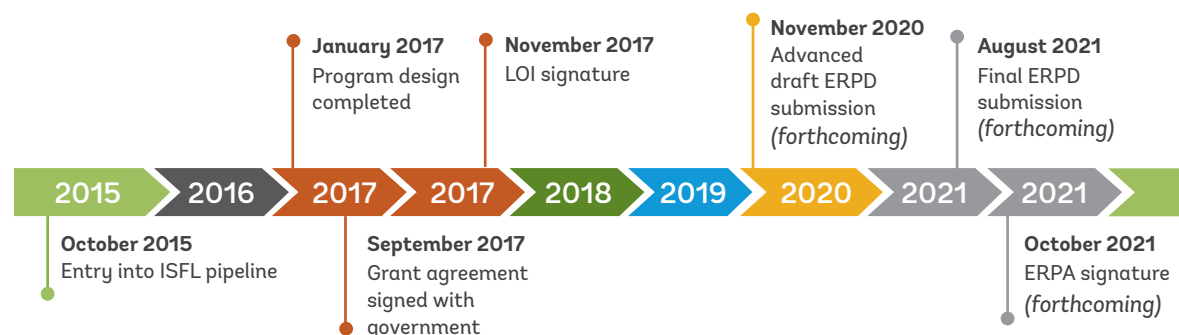 January 2017
Program design
completed
November 2017
LOI signature
November 2020
Advanced
draft ERPD
submission
(forthcoming)
August 2021
Final ERPD
submission
(forthcoming)
2015
2016
2017
2017
2018
2019
2020
2021
2021
October 2015
Entry into ISFL pipeline
September 2017
Grant agreement
signed with
government
October 2021
ERPA signature
(forthcoming)